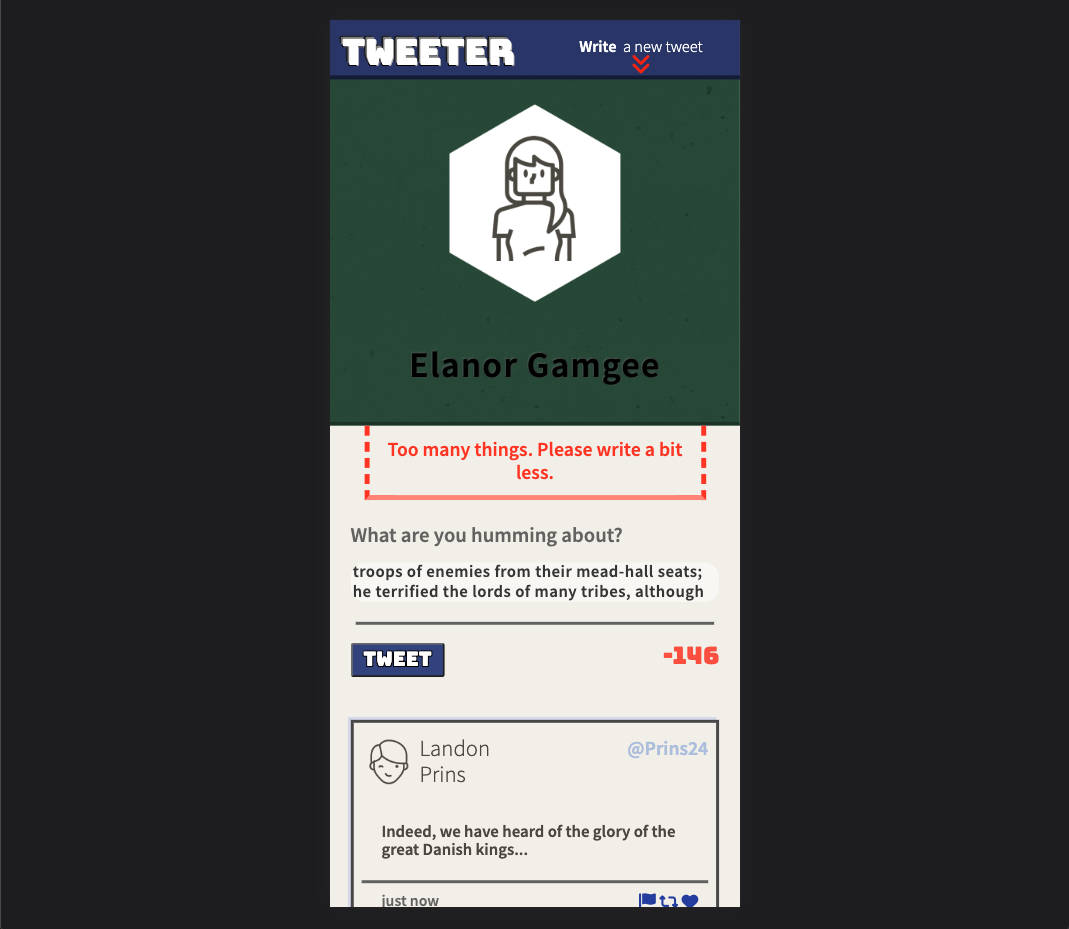 TWEETER
Write a new tweet
Elanor Gamgee
Too many things. Please write a bit
less.
What are you humming about?
troops of enemies from their mead-hall seats;
he terrified the lords of many tribes, although
TWEET
-146
Landon
Prins
@Prins24
Indeed, we have heard of the glory of the
great Danish kings...
just now